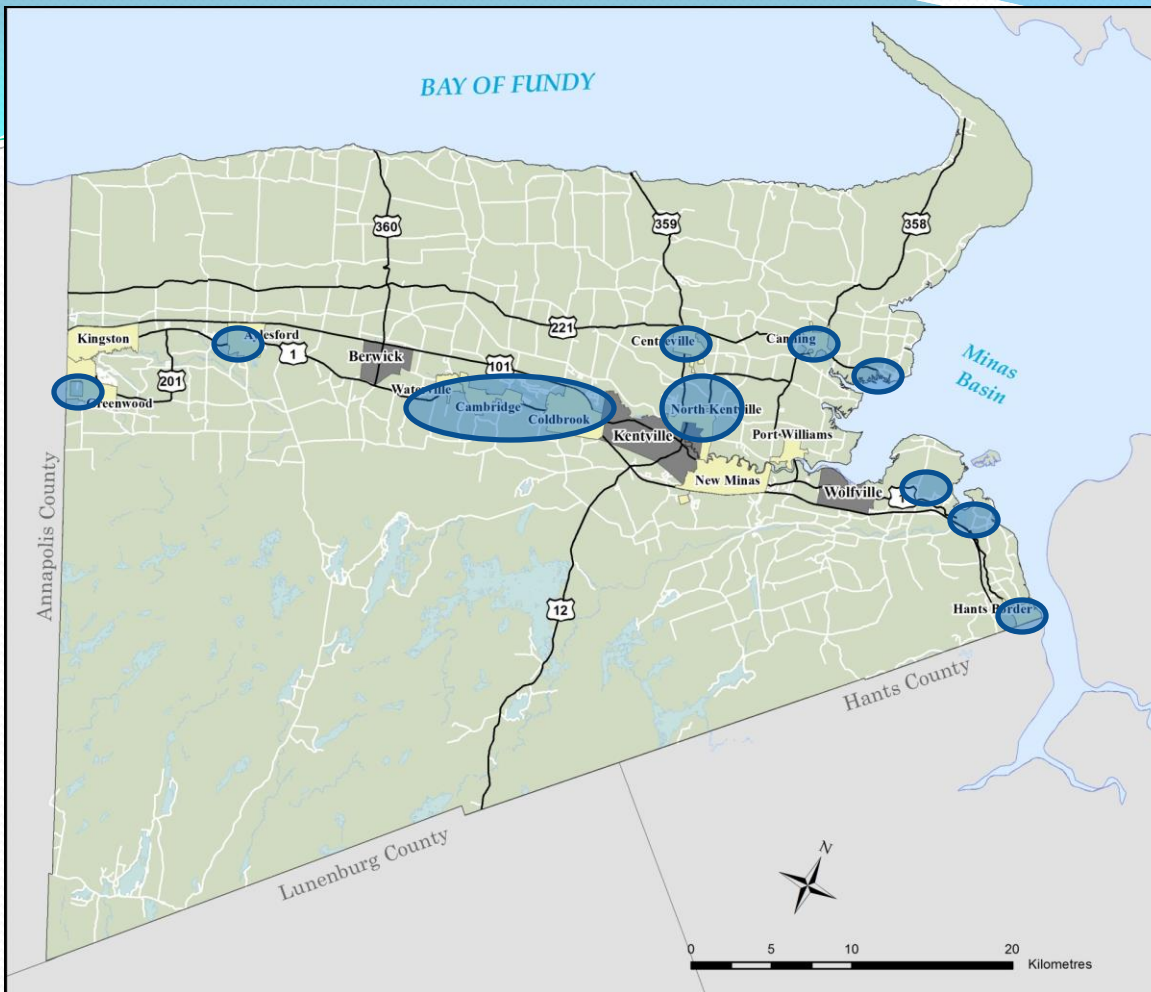 BAY OF FUNDY
360
359
358
221
Kingston
Aylesford
1
Berwick
101
Centreville
Canning
Minas
Basin
201
Greenwood
Waterville
Cambridge
Coldbrook
North Kentville
Kentville
Port Williams
New Minas
Wolfville
1
12
Hants Border
Annapolis County
Hants County
Lunenburg County
N
0 5 10 20
Kilometres